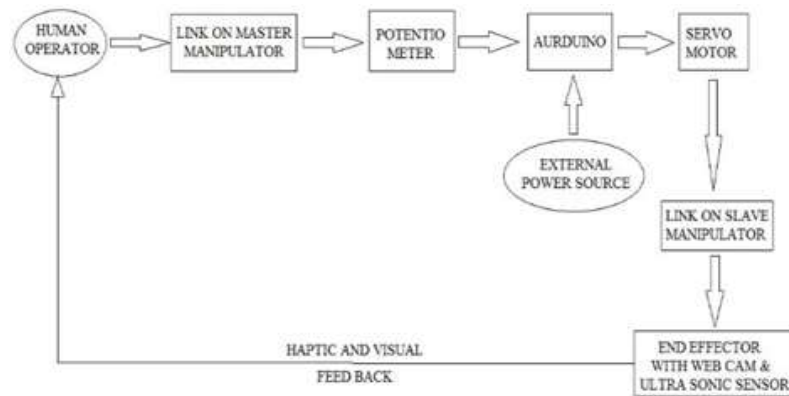 HUMAN
OPERATOR
LINK ON MASTER
MANIPULATOR
POTENTIO
METER
AURDUINO
SERVO
MOTOR
EXTERNAL
POWER SOURCE
LINK ON SLAVE
MANIPULATOR
END EFFECTOR
WITH WEB CAM &
ULTRA SONIC SENSOR
HAPTIC AND VISUAL
FEED BACK